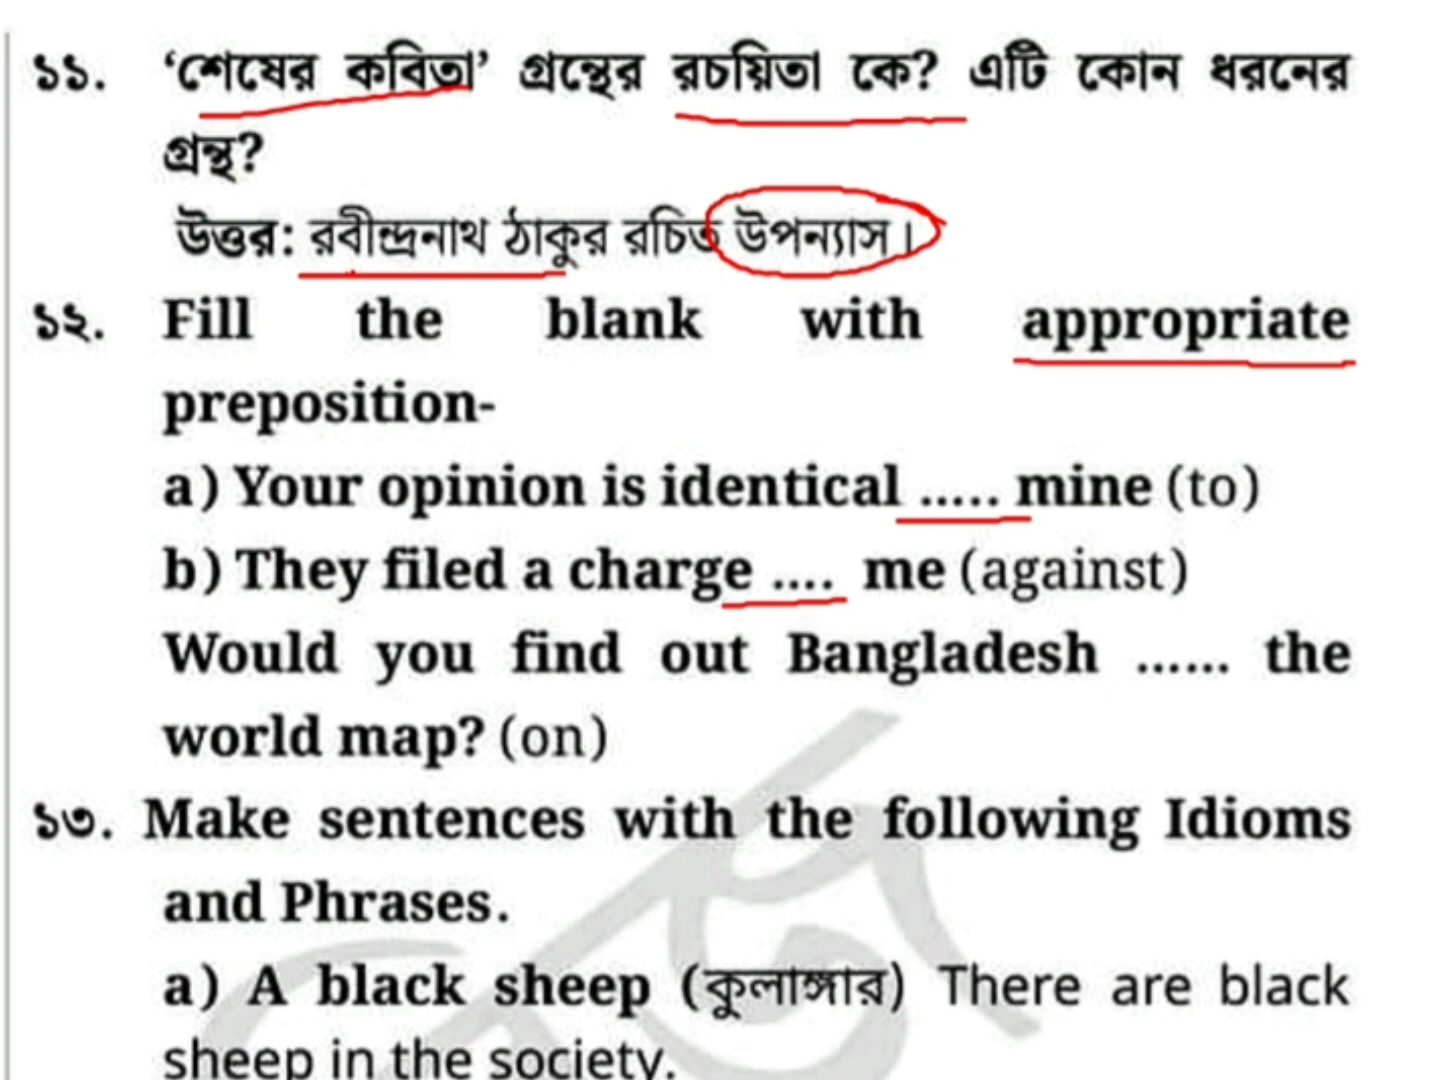 ১১. ‘শেষের কবিতা’ গ্রন্থের রচয়িতা কে? এটি কোন ধরনের
গ্রন্থ?
উত্তর: রবীন্দ্রনাথ ঠাকুর রচিত উপন্যাস।
১২. Fill the blank with appropriate
preposition-
a) Your opinion is identical ..... mine (to)
b) They filed a charge .... me (against)
Would you find out Bangladesh ...... the
world map? (on)
১৩. Make sentences with the following Idioms
and Phrases.
a) A black sheep (কুলাঙ্গার) There are black
sheep in the society.